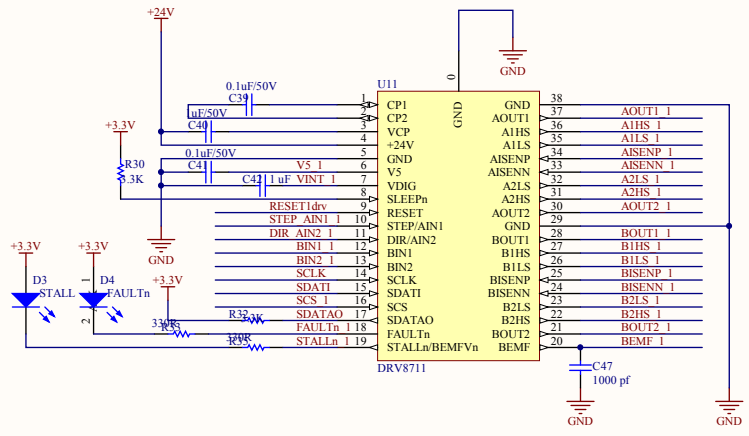 +24V
0
GND
U11
0.1uF/50V
C39
1uF/50V
C40
+3.3V
R30
3.3K
0.1uF/50V
C41
V5_1
C42 1 uF
VINT_1
GND
1 CP1 GND 38
2 CP2 AOUT1 37 AOUT1_1
3 VCP A1HS 36 A1HS_1
4 +24V A1LS 35 A1LS_1
5 GND AISENP 34 AISENP_1
6 V5 AISENN 33 AISENN_1
7 VDIG A2LS 32 A2LS_1
8 SLEEPn A2HS 31 A2HS_1
RESET1drv 9 RESET AOUT2 30 AOUT2_1
STEP_AIN1_1 10 STEP/AIN1 GND 29
DIR_AIN2_1 11 DIR/AIN2 BOUT1 28 BOUT1_1
BIN1_1 12 BIN1 B1HS 27 B1HS_1
BIN2_1 13 BIN2 B1LS 26 B1LS_1
SCLK 14 SCLK BISENP 25 BISENP_1
SDATI 15 SDATI BISENN 24 BISENN_1
SCS_1 16 SCS B2LS 23 B2LS_1
SDATAO 17 SDATAO B2HS 22 B2HS_1
FAULTn_1 18 FAULTn BOUT2 21 BOUT2_1
STALLn_1 19 STALLn/BEMFVn BEMF 20 BEMF_1
GND
DRV8711
+3.3V
+3.3V
+3.3V
D3
STALL
1
D4
FAULTn
2
R32
330R
R33
330R
R35
C47
1000 pf
GND
GND